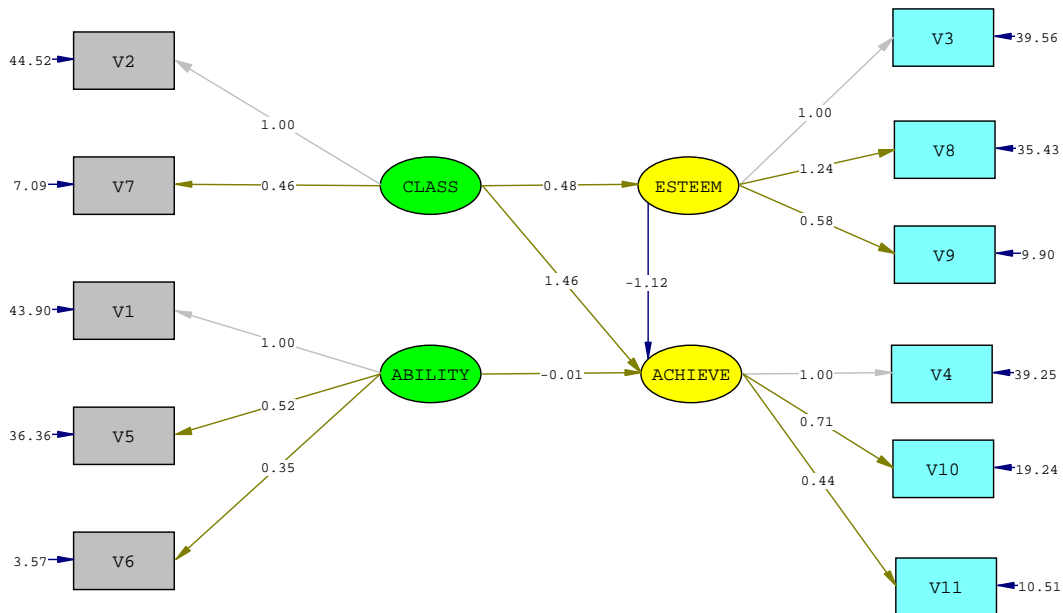 V3
39.56
44.52
V2
1.00
1.00
V8
35.43
1.24
7.09
V7
0.46
CLASS
0.48
ESTEEM
0.58
V9
9.90
1.46
-1.12
43.90
V1
1.00
ABILITY
-0.01
ACHIEVE
1.00
V4
39.25
0.52
0.71
36.36
V5
0.35
0.44
V10
19.24
3.57
V6
V11
10.51